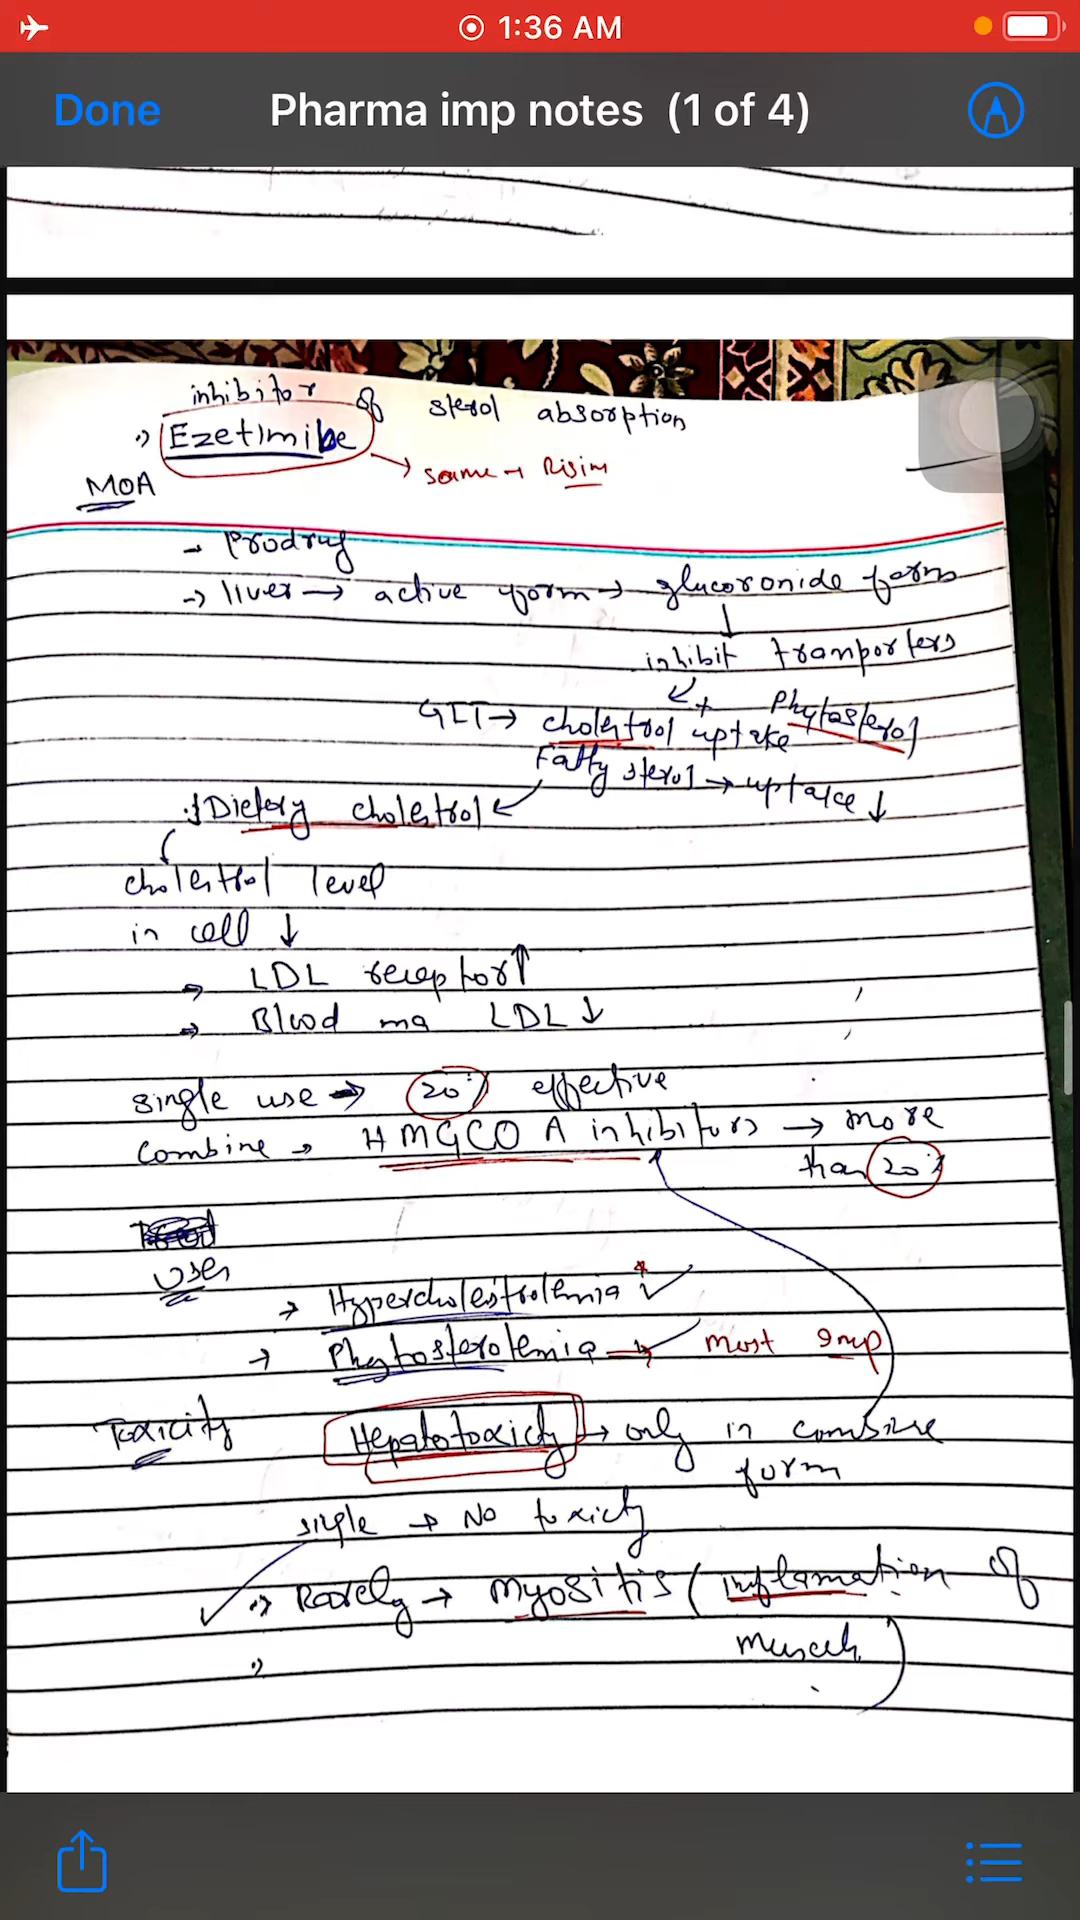 1:36 AM
Done
Pharma imp notes (1 of 4)
inhibitor of sterol absorption
Ezetimibe
same → Risim
MOA
→ Prodrug
→ liver → active form → glucoronide form
↓
inhibit tranporters
GIT → cholestrol uptake + Phytosterol
Fatty sterol → uptake ↓
Dietary cholestrol
cholestrol level
in cell ↓
→ LDL receptor ↑
→ Blood ma LDL ↓
single use → 20% effective
combine → HMGCO A inhibitors → more
than 20%
Uses
→ Hypercholestrolemia
→ Phytosterolemia → Most Imp
Toxicity
Hepatotoxicity → only in combine
form
single → No toxicity
Rarely → myositis (inflamation of
)